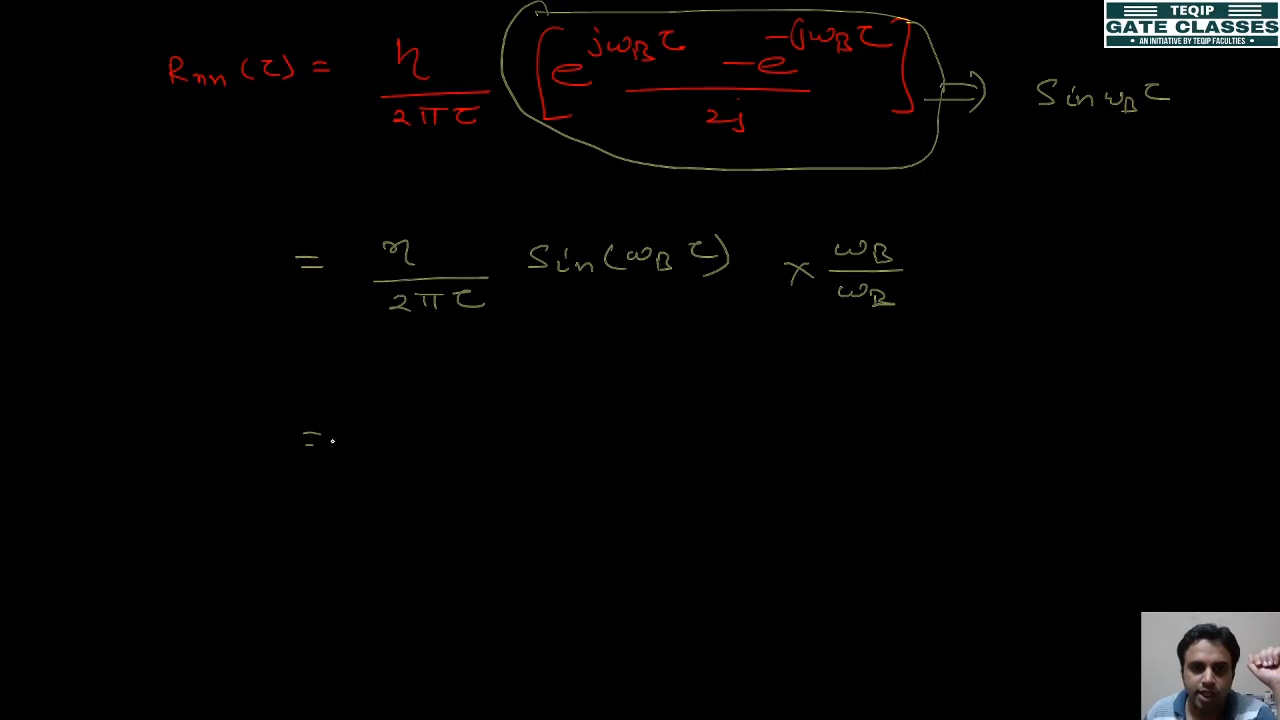 TEQIP
GATE CLASSES
• AN INITIATIVE BY TEQIP FACULTIES •
Rnn(τ) = η/2πτ [e^{jωBτ} − e^{−jωBτ} / 2j] ⇒ Sin ωBτ
= η/2πτ Sin(ωBτ) × ωB/ωB
=